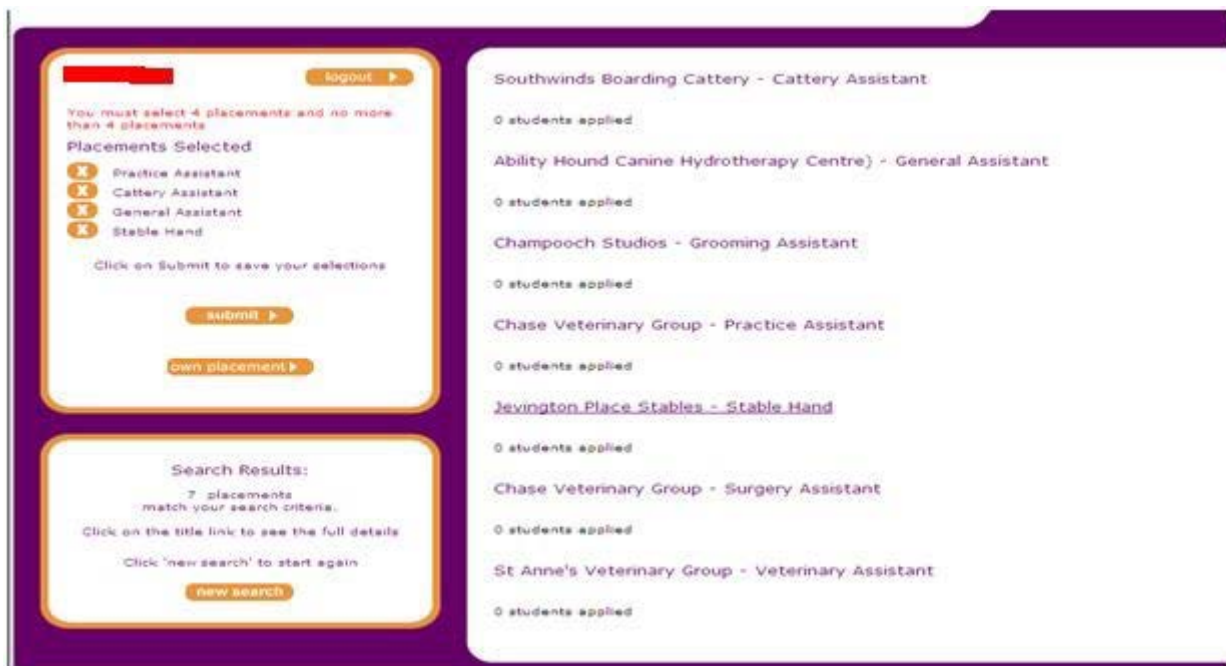 logout
You must select 4 placements and no more
than 4 placements
Placements Selected
X Practice Assistant
X Cattery Assistant
X General Assistant
X Stable Hand
Click on Submit to save your selections
submit
own placement
Search Results:
7 placements
match your search criteria.
Click on the title link to see the full details
Click 'new search' to start again
new search
Southwinds Boarding Cattery - Cattery Assistant
0 students applied
Ability Hound Canine Hydrotherapy Centre) - General Assistant
0 students applied
Champooch Studios - Grooming Assistant
0 students applied
Chase Veterinary Group - Practice Assistant
0 students applied
Jevington Place Stables - Stable Hand
0 students applied
Chase Veterinary Group - Surgery Assistant
0 students applied
St Anne's Veterinary Group - Veterinary Assistant
0 students applied